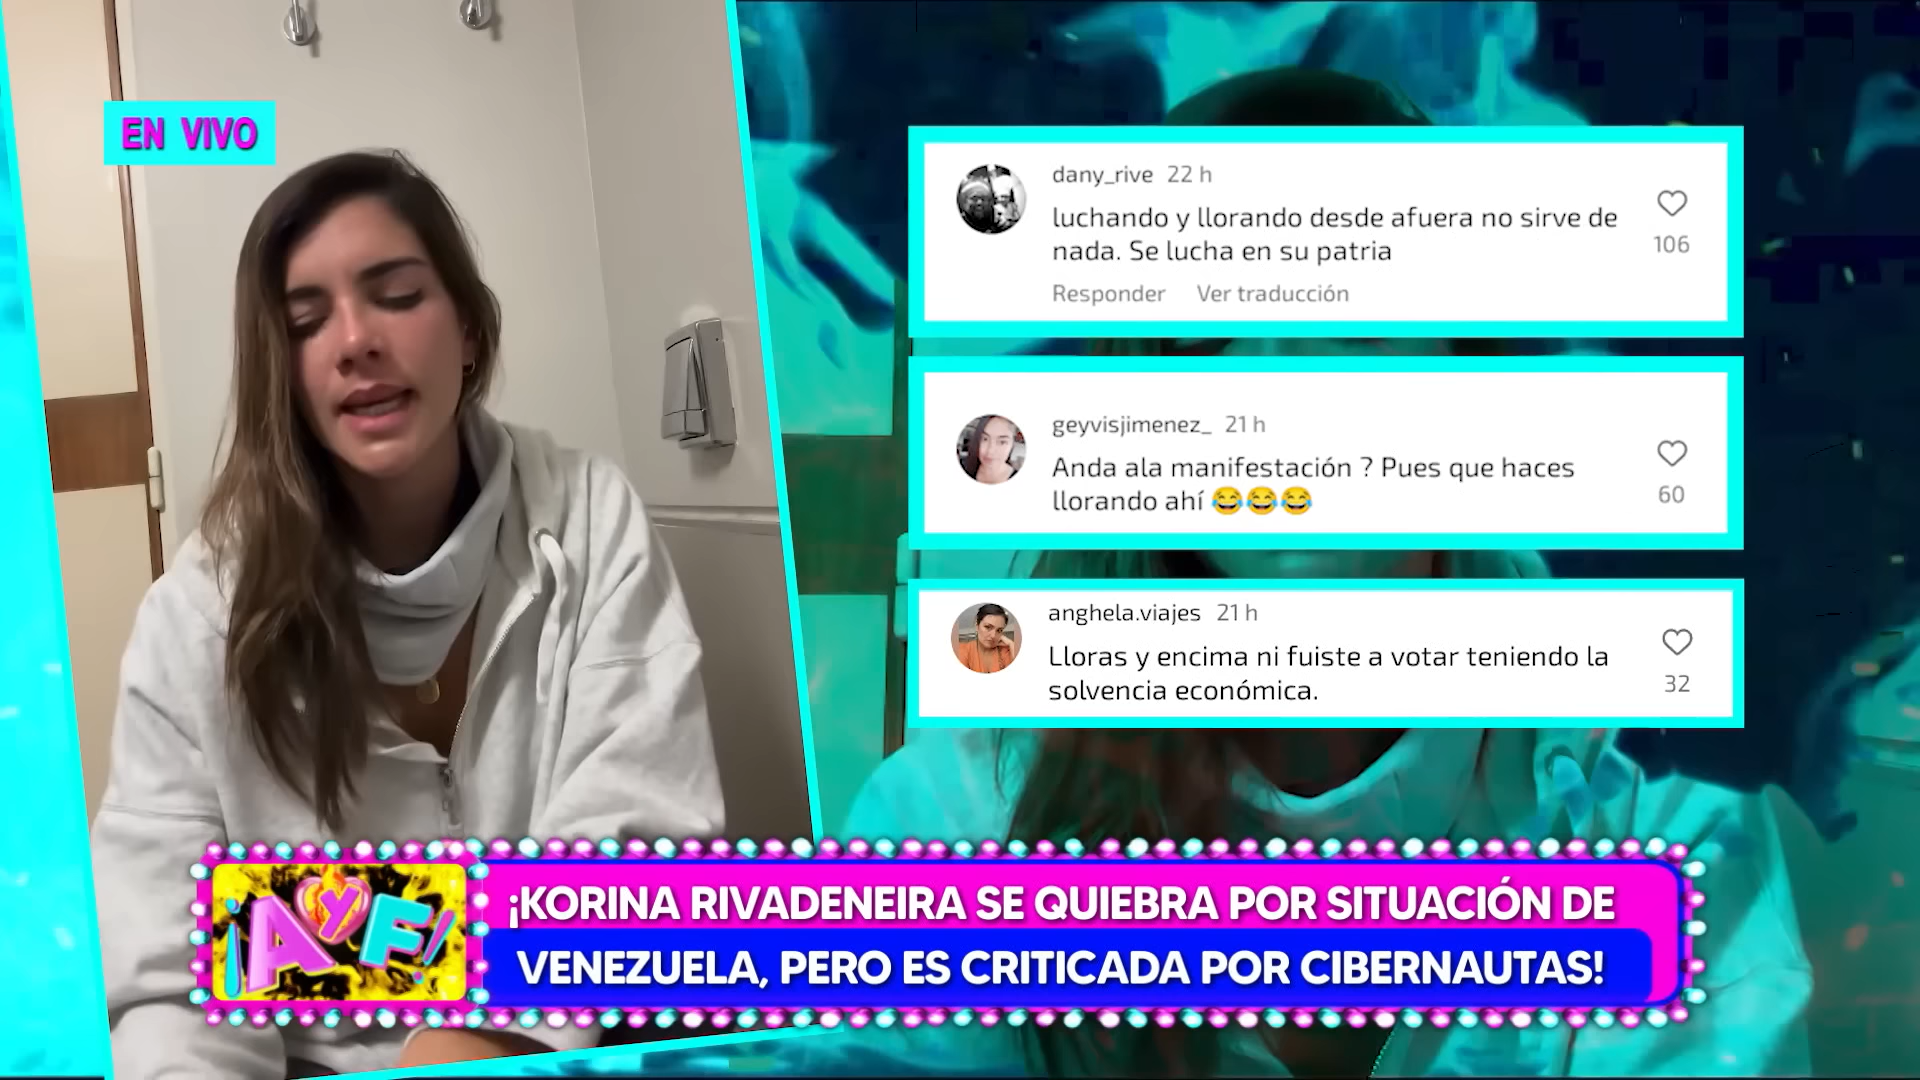 EN VIVO
dany_rive 22 h
luchando y llorando desde afuera no sirve de
nada. Se lucha en su patria
106
Responder Ver traducción
geyvisjimenez_ 21 h
Anda ala manifestación ? Pues que haces
llorando ahí 😂😂😂
60
anghela.viajes 21 h
Lloras y encima ni fuiste a votar teniendo la
solvencia económica.
32
¡AYF!
¡KORINA RIVADENEIRA SE QUIEBRA POR SITUACIÓN DE
VENEZUELA, PERO ES CRITICADA POR CIBERNAUTAS!